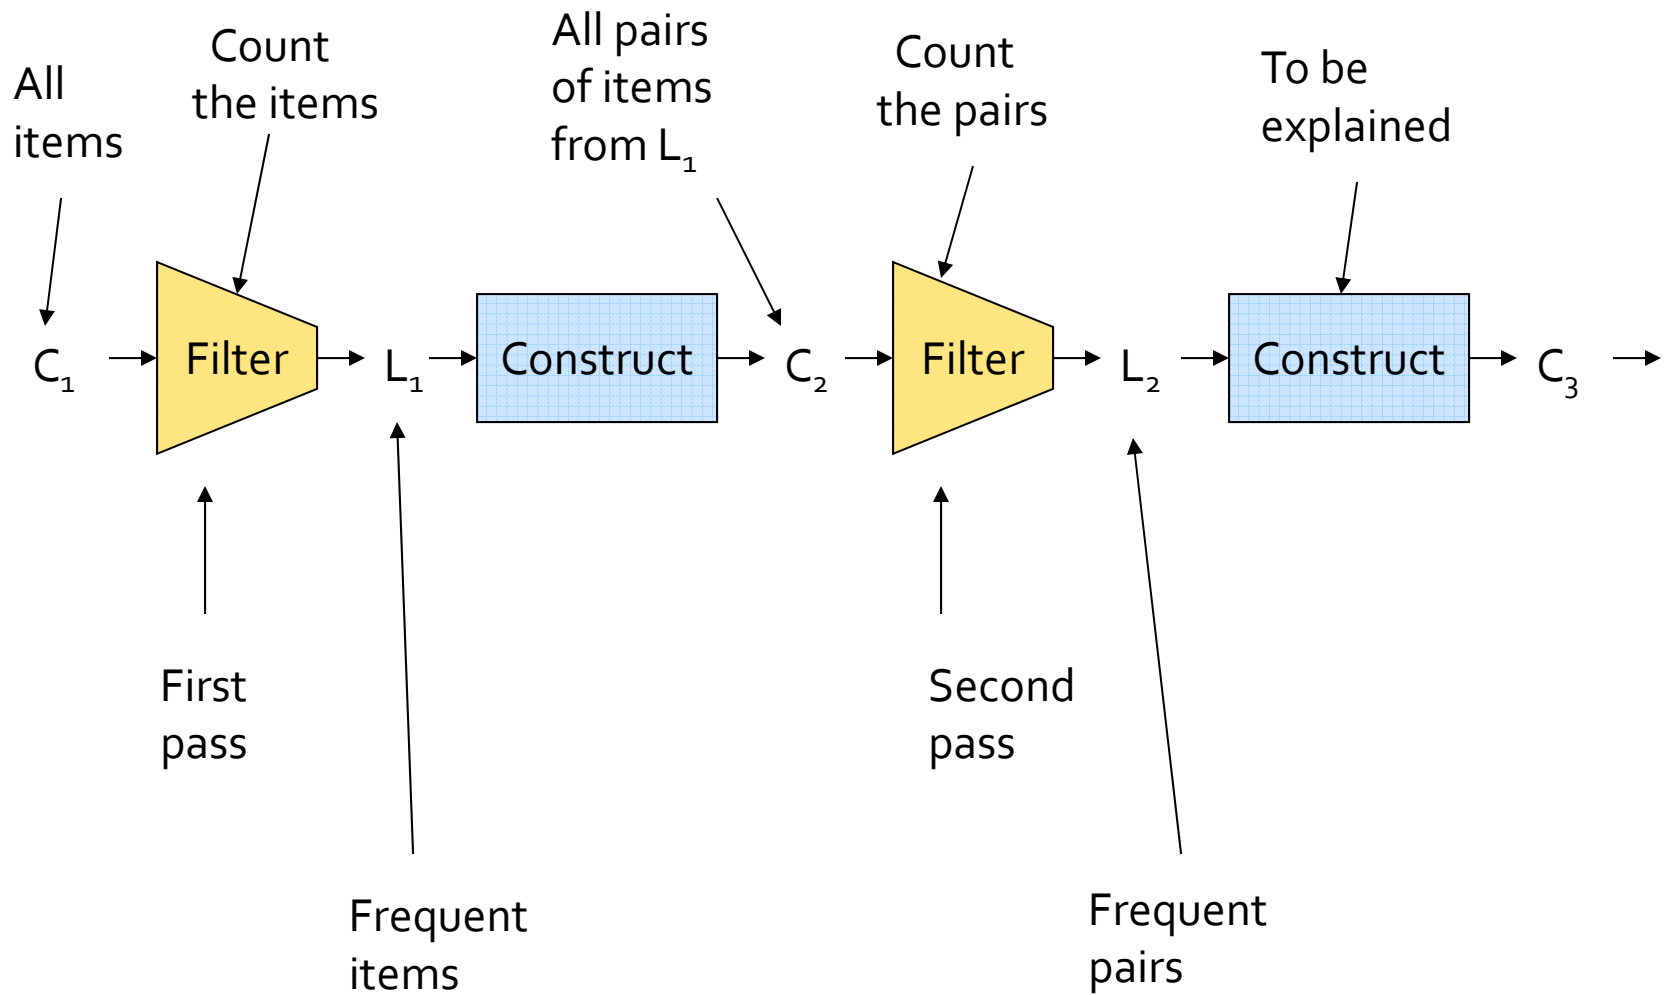 All
items
Count
the items
All pairs
of items
from L₁
Count
the pairs
To be
explained
C₁
Filter
L₁
Construct
C₂
Filter
L₂
Construct
C₃
First
pass
Second
pass
Frequent
items
Frequent
pairs